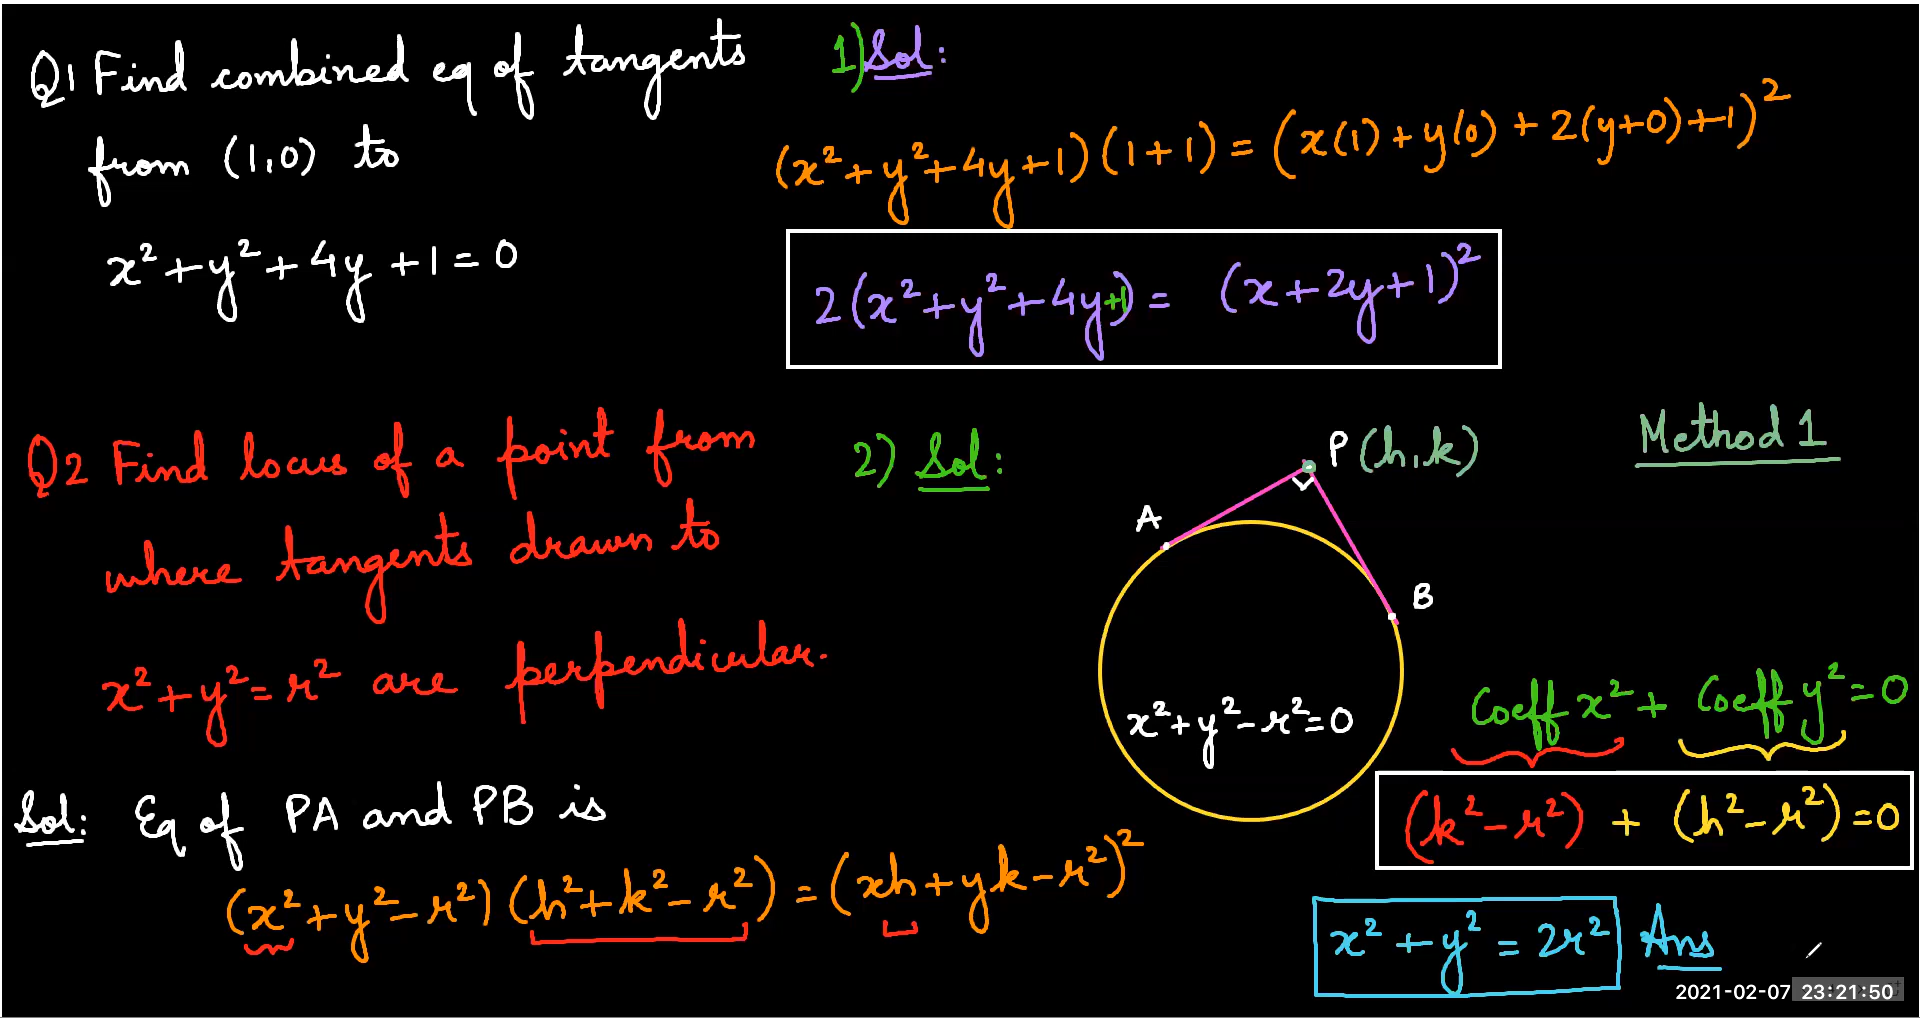 Q1 Find combined eq of tangents
from (1,0) to
x² + y² + 4y + 1 = 0
1) Sol:
(x² + y² + 4y + 1) (1 + 1) = (x(1) + y(0) + 2(y+0) + 1)²
2(x² + y² + 4y + 1) = (x + 2y + 1)²
Q2 Find locus of a point from
where tangents drawn to
x² + y² = r² are perpendicular.
2) Sol:
P (h,k)
Method 1
A
B
x² + y² - r² = 0
Coeff x² + Coeff y² = 0
(k² - r²) + (h² - r²) = 0
x² + y² = 2r² Ans
Sol: Eq of PA and PB is
(x² + y² - r²) (h² + k² - r²) = (xh + yk - r²)²
2021-02-07 23:21:50